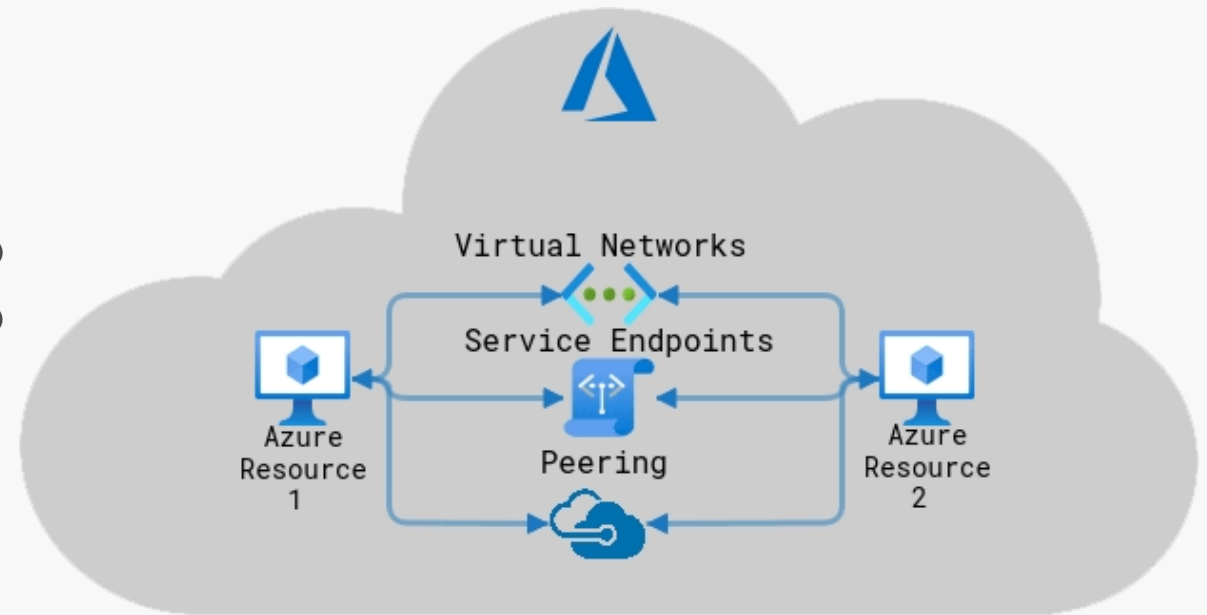 Virtual Networks
Service Endpoints
Azure
Resource
1
Peering
Azure
Resource
2